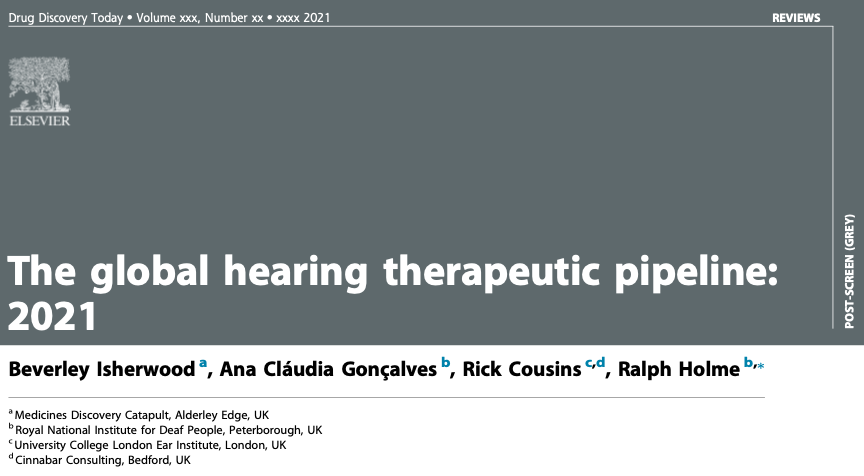 Drug Discovery Today • Volume xxx, Number xx • xxxx 2021
REVIEWS
ELSEVIER
POST-SCREEN (GREY)
The global hearing therapeutic pipeline:
2021
Beverley Isherwood a, Ana Cláudia Gonçalves b, Rick Cousins c,d, Ralph Holme b,*
a Medicines Discovery Catapult, Alderley Edge, UK
b Royal National Institute for Deaf People, Peterborough, UK
c University College London Ear Institute, London, UK
d Cinnabar Consulting, Bedford, UK